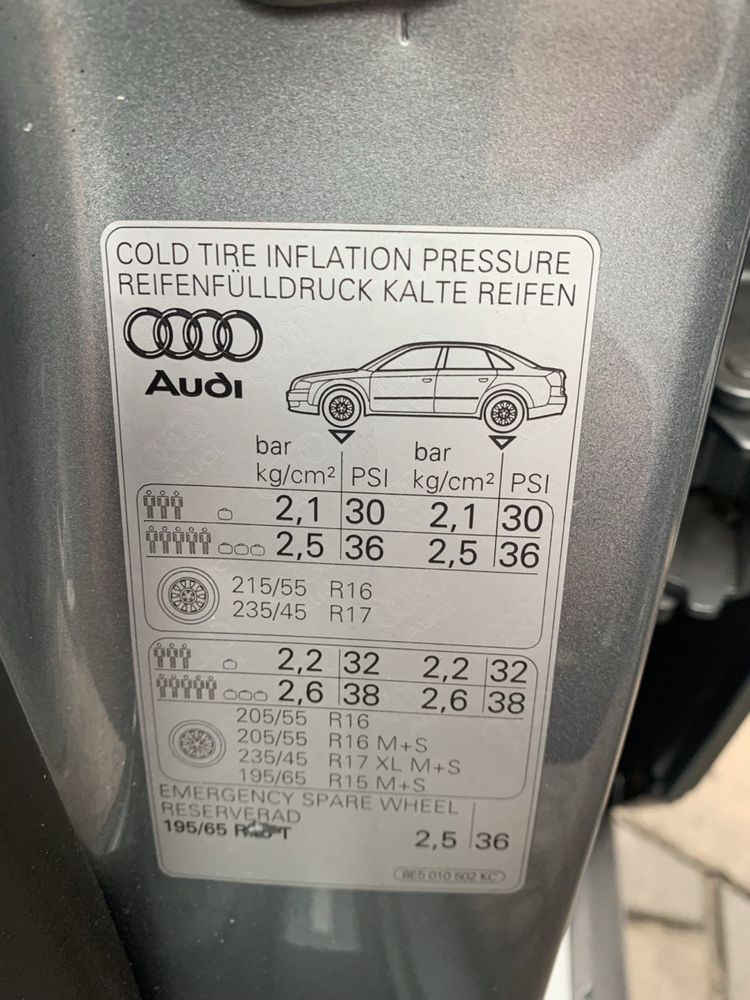 COLD TIRE INFLATION PRESSURE
REIFENFÜLLDRUCK KALTE REIFEN
Audi
bar bar
kg/cm² PSI kg/cm² PSI
2,1 30 2,1 30
2,5 36 2,5 36
215/55 R16
235/45 R17
2,2 32 2,2 32
2,6 38 2,6 38
205/55 R16
205/55 R16 M+S
235/45 R17 XL M+S
195/65 R15 M+S
EMERGENCY SPARE WHEEL
RESERVERAD
195/65 2,5 36
8E5 010 502 KC